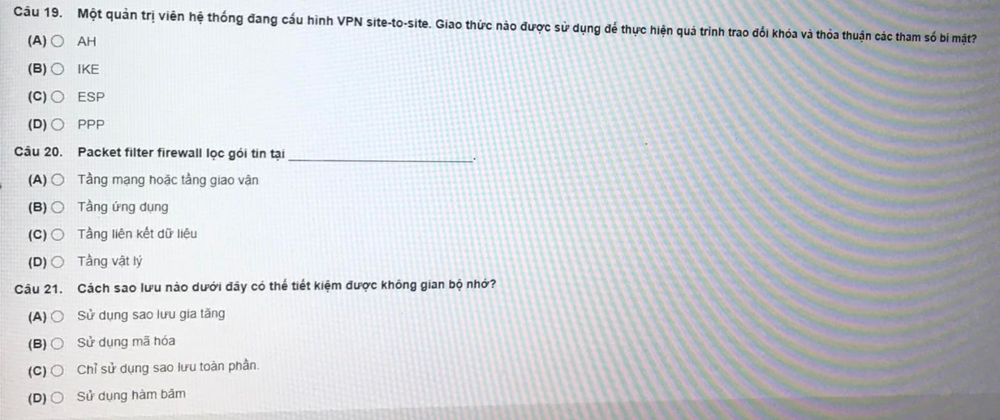 Câu 19. Một quản trị viên hệ thống đang cấu hình VPN site-to-site. Giao thức nào được sử dụng để thực hiện quá trình trao đổi khóa và thỏa thuận các tham số bí mật?
(A) AH
(B) IKE
(C) ESP
(D) PPP
Câu 20. Packet filter firewall lọc gói tin tại ____________________.
(A) Tầng mạng hoặc tầng giao vận
(B) Tầng ứng dụng
(C) Tầng liên kết dữ liệu
(D) Tầng vật lý
Câu 21. Cách sao lưu nào dưới đây có thể tiết kiệm được không gian bộ nhớ?
(A) Sử dụng sao lưu gia tăng
(B) Sử dụng mã hóa
(C) Chỉ sử dụng sao lưu toàn phần.
(D) Sử dụng hàm băm